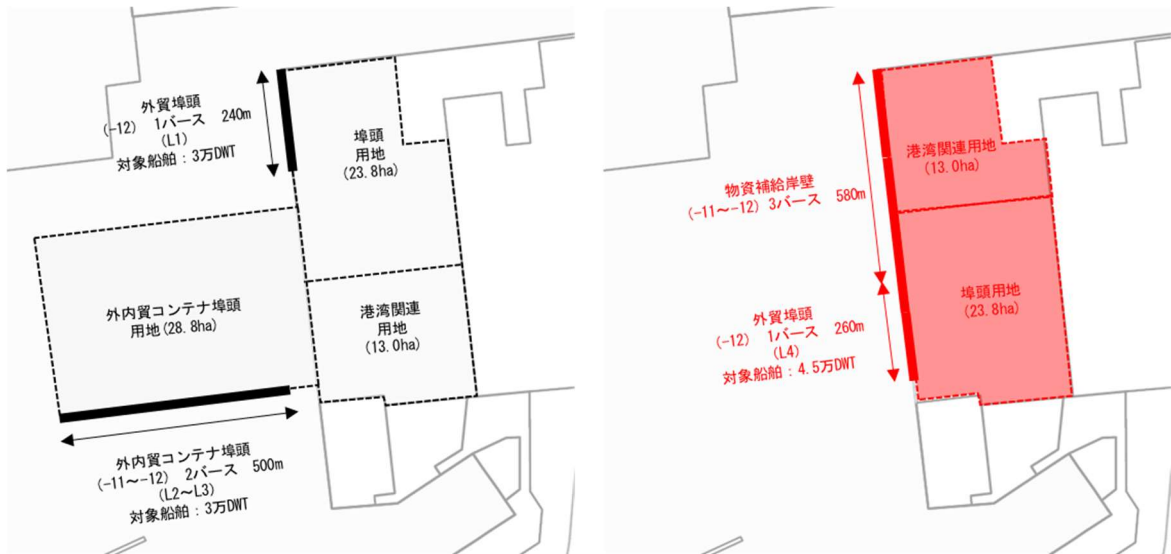 外貿埠頭
(-12) 1バース 240m
(L1)
対象船舶：3万DWT
埠頭
用地
(23.8ha)
外内貿コンテナ埠頭
用地(28.8ha)
港湾関連
用地
(13.0ha)
外内貿コンテナ埠頭
(-11～-12) 2バース 500m
(L2～L3)
対象船舶：3万DWT
港湾関連用地
(13.0ha)
物資補給岸壁
(-11～-12) 3バース 580m
埠頭用地
(23.8ha)
外貿埠頭
(-12) 1バース 260m
(L4)
対象船舶：4.5万DWT